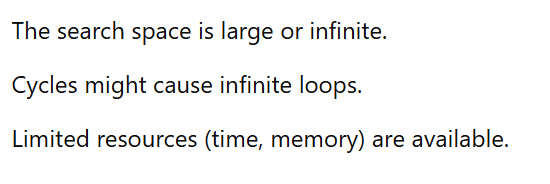 The search space is large or infinite.
Cycles might cause infinite loops.
Limited resources (time, memory) are available.